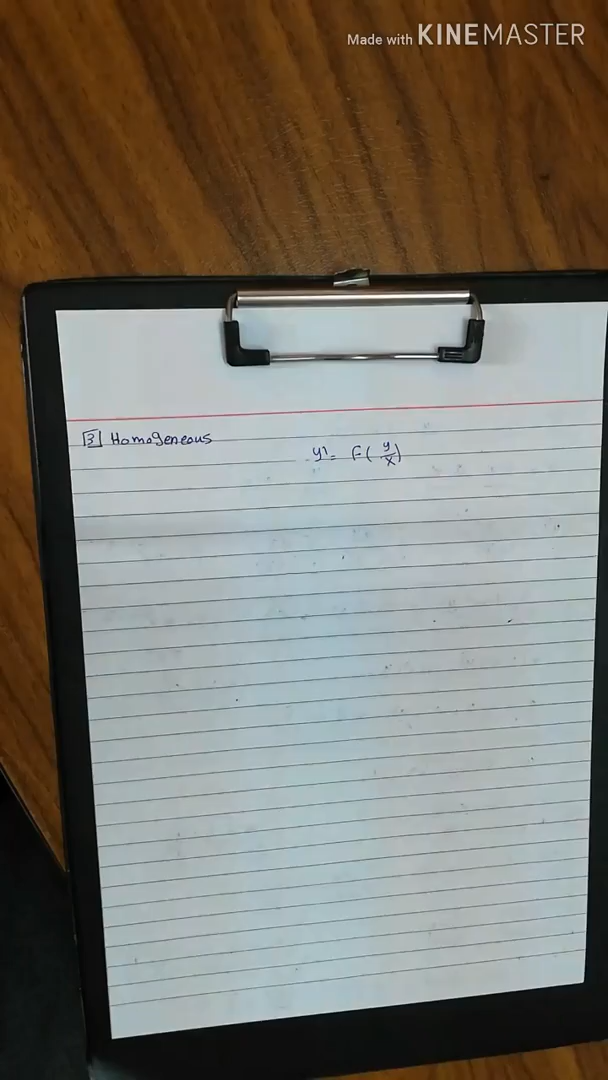 Made with KINEMASTER
[3] Homogeneous
y' = F(y/x)